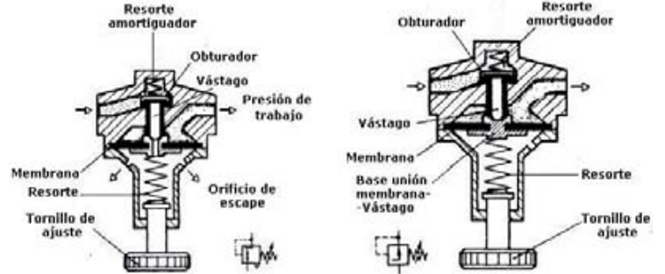 Resorte
amortiguador
Obturador
Vástago
Presión de
trabajo
Membrana
Resorte
Orificio de
escape
Tornillo de
ajuste
Obturador
Resorte
amortiguador
Vástago
Membrana
Base unión
membrana-
-Vástago
Resorte
Tornillo de
ajuste